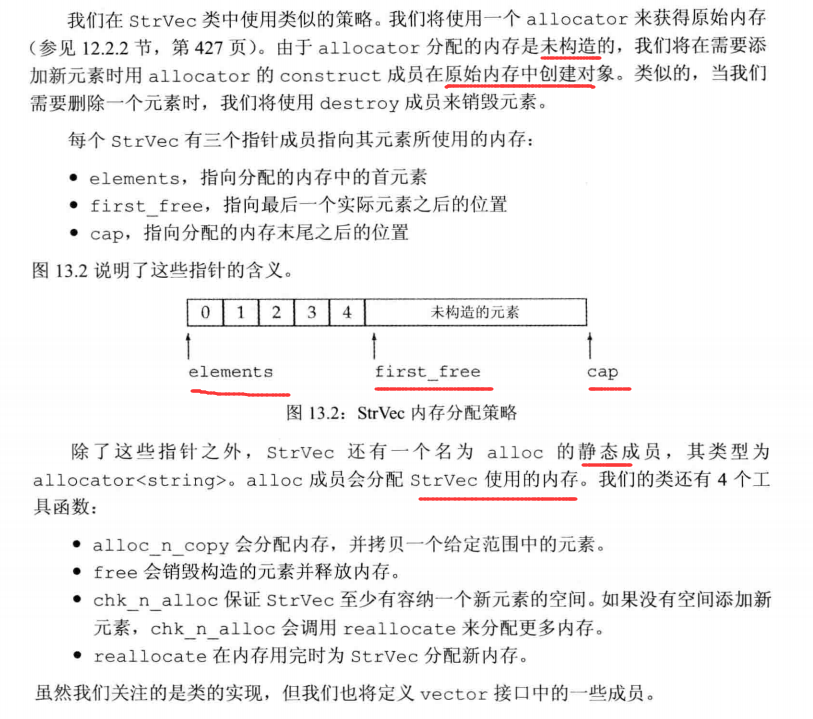 我们在 StrVec 类中使用类似的策略。我们将使用一个 allocator 来获得原始内存
（参见 12.2.2 节，第 427 页）。由于 allocator 分配的内存是未构造的，我们将在需要添
加新元素时用 allocator 的 construct 成员在原始内存中创建对象。类似的，当我们
需要删除一个元素时，我们将使用 destroy 成员来销毁元素。
每个 StrVec 有三个指针成员指向其元素所使用的内存：
● elements，指向分配的内存中的首元素
● first_free，指向最后一个实际元素之后的位置
● cap，指向分配的内存末尾之后的位置
图 13.2 说明了这些指针的含义。
0 1 2 3 4 未构造的元素
elements first_free cap
图 13.2：StrVec 内存分配策略
除了这些指针之外，StrVec 还有一个名为 alloc 的静态成员，其类型为
allocator<string>。alloc 成员会分配 StrVec 使用的内存。我们的类还有 4 个工
具函数：
● alloc_n_copy 会分配内存，并拷贝一个给定范围中的元素。
● free 会销毁构造的元素并释放内存。
● chk_n_alloc 保证 StrVec 至少有容纳一个新元素的空间。如果没有空间添加新
元素，chk_n_alloc 会调用 reallocate 来分配更多内存。
● reallocate 在内存用完时为 StrVec 分配新内存。
虽然我们关注的是类的实现，但我们也将定义 vector 接口中的一些成员。